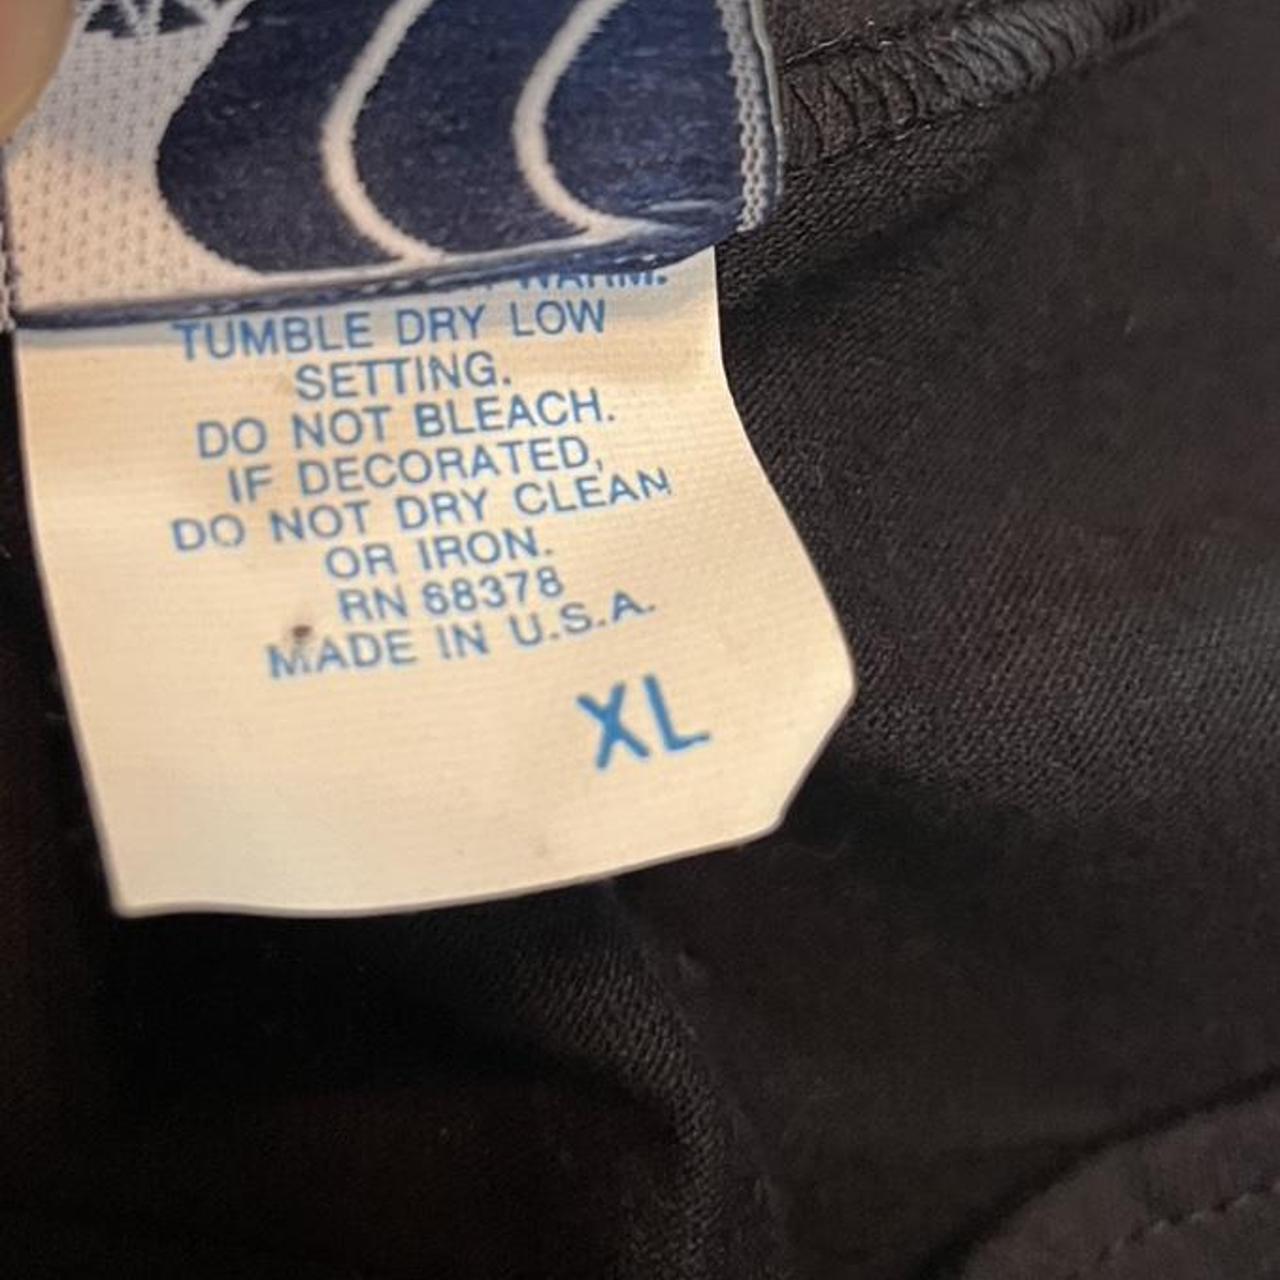 WARM.
TUMBLE DRY LOW
SETTING.
DO NOT BLEACH.
IF DECORATED,
DO NOT DRY CLEAN
OR IRON.
RN 68378
MADE IN U.S.A.
XL